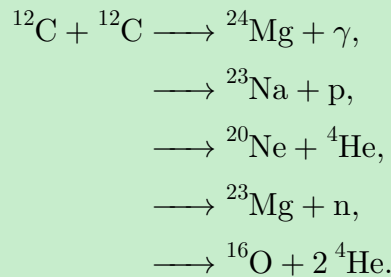 ¹²C + ¹²C ⟶ ²⁴Mg + γ,
⟶ ²³Na + p,
⟶ ²⁰Ne + ⁴He,
⟶ ²³Mg + n,
⟶ ¹⁶O + 2 ⁴He.